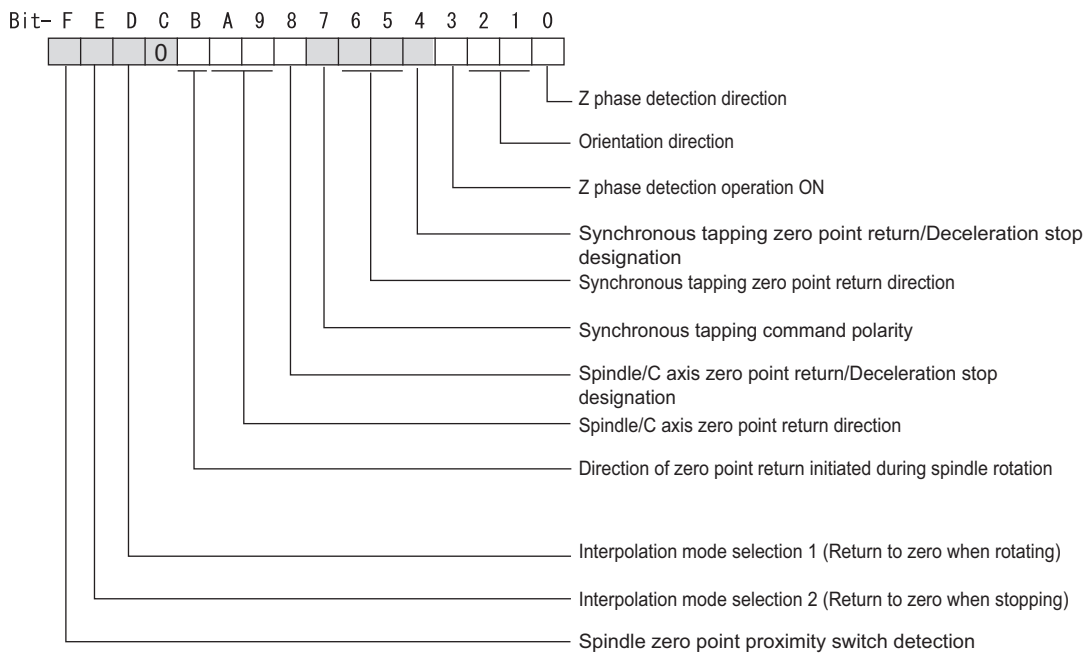 Bit- F E D C B A 9 8 7 6 5 4 3 2 1 0
0
Z phase detection direction
Orientation direction
Z phase detection operation ON
Synchronous tapping zero point return/Deceleration stop
designation
Synchronous tapping zero point return direction
Synchronous tapping command polarity
Spindle/C axis zero point return/Deceleration stop
designation
Spindle/C axis zero point return direction
Direction of zero point return initiated during spindle rotation
Interpolation mode selection 1 (Return to zero when rotating)
Interpolation mode selection 2 (Return to zero when stopping)
Spindle zero point proximity switch detection